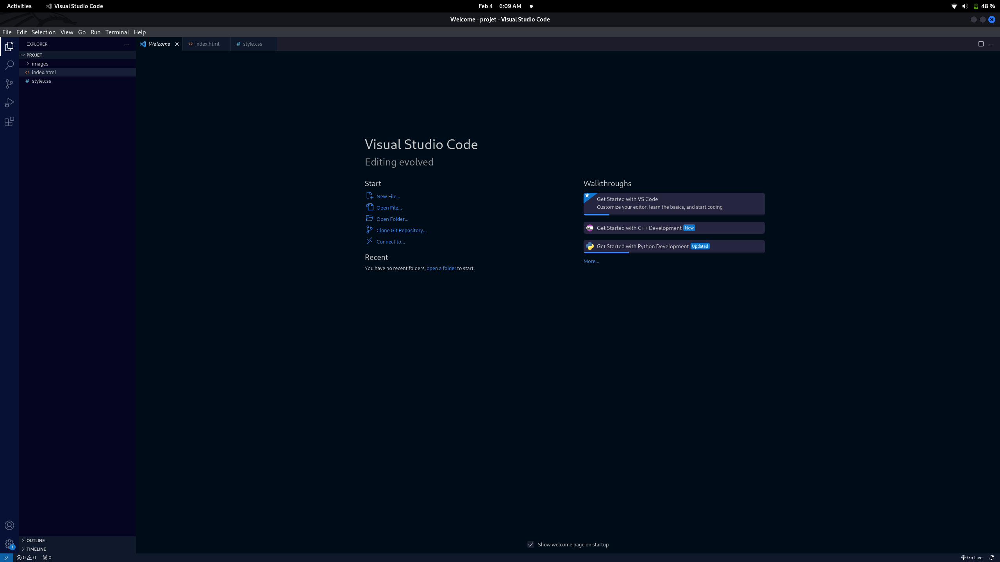 Activities Visual Studio Code Feb 4 6:09 AM 48 %
Welcome - projet - Visual Studio Code
File Edit Selection View Go Run Terminal Help
EXPLORER
PROJET
images
index.html
style.css
OUTLINE
TIMELINE
Welcome index.html style.css
Visual Studio Code
Editing evolved
Start
New File...
Open File...
Open Folder...
Clone Git Repository...
Connect to...
Recent
You have no recent folders, open a folder to start.
Walkthroughs
Get Started with VS Code
Customize your editor, learn the basics, and start coding
C/C++ Get Started with C++ Development New
Get Started with Python Development Updated
More...
Show welcome page on startup
1
0 0 0 Go Live